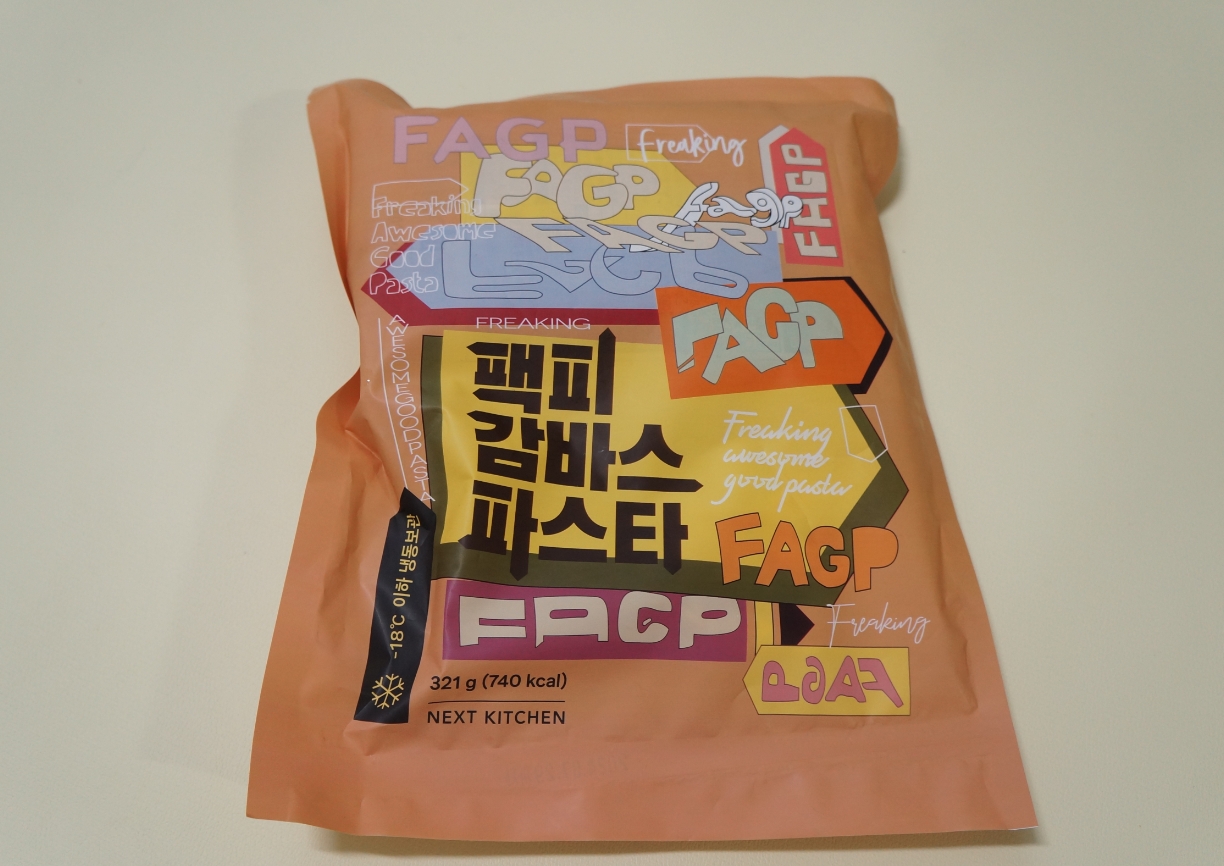 FAGP
Freaking
FAGP
FAGP
fagp
FAGP
Freaking
Awesome
Good
Pasta
FAGP
FREAKING
AWESOMEGOODPASTA
팩피
감바스
파스타
Freaking
awesome
good pasta
FAGP
-18℃ 이하 냉동보관
FAGP
Freaking
FAGP
321 g (740 kcal)
NEXT KITCHEN